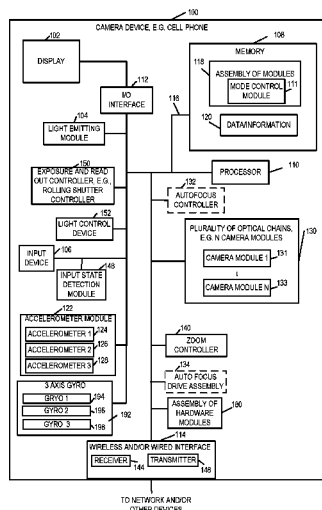 100
CAMERA DEVICE, E.G. CELL PHONE
102
DISPLAY
108
MEMORY
118
ASSEMBLY OF MODULES
MODE CONTROL
MODULE
111
120
DATA/INFORMATION
112
I/O
INTERFACE
116
104
LIGHT EMITTING
MODULE
110
PROCESSOR
150
EXPOSURE AND READ
OUT CONTROLLER, E.G.,
ROLLING SHUTTER
CONTROLLER
132
AUTOFOCUS
CONTROLLER
130
PLURALITY OF OPTICAL CHAINS,
E.G. N CAMERA MODULES
CAMERA MODULE 1
131
CAMERA MODULE N
133
152
LIGHT CONTROL
DEVICE
INPUT
DEVICE
106
148
INPUT STATE
DETECTION
MODULE
122
ACCELEROMETER MODULE
ACCELEROMETER 1
124
ACCELEROMETER 2
126
ACCELEROMETER 3
128
140
ZOOM
CONTROLLER
134
AUTO FOCUS
DRIVE ASSEMBLY
3 AXIS GYRO
GRYO 1
194
GYRO 2
196
GYRO 3
198
192
ASSEMBLY OF
HARDWARE
MODULES
180
114
WIRELESS AND/OR WIRED INTERFACE
RECEIVER
144
TRANSMITTER
146
TO NETWORK AND/OR
OTHER DEVICES